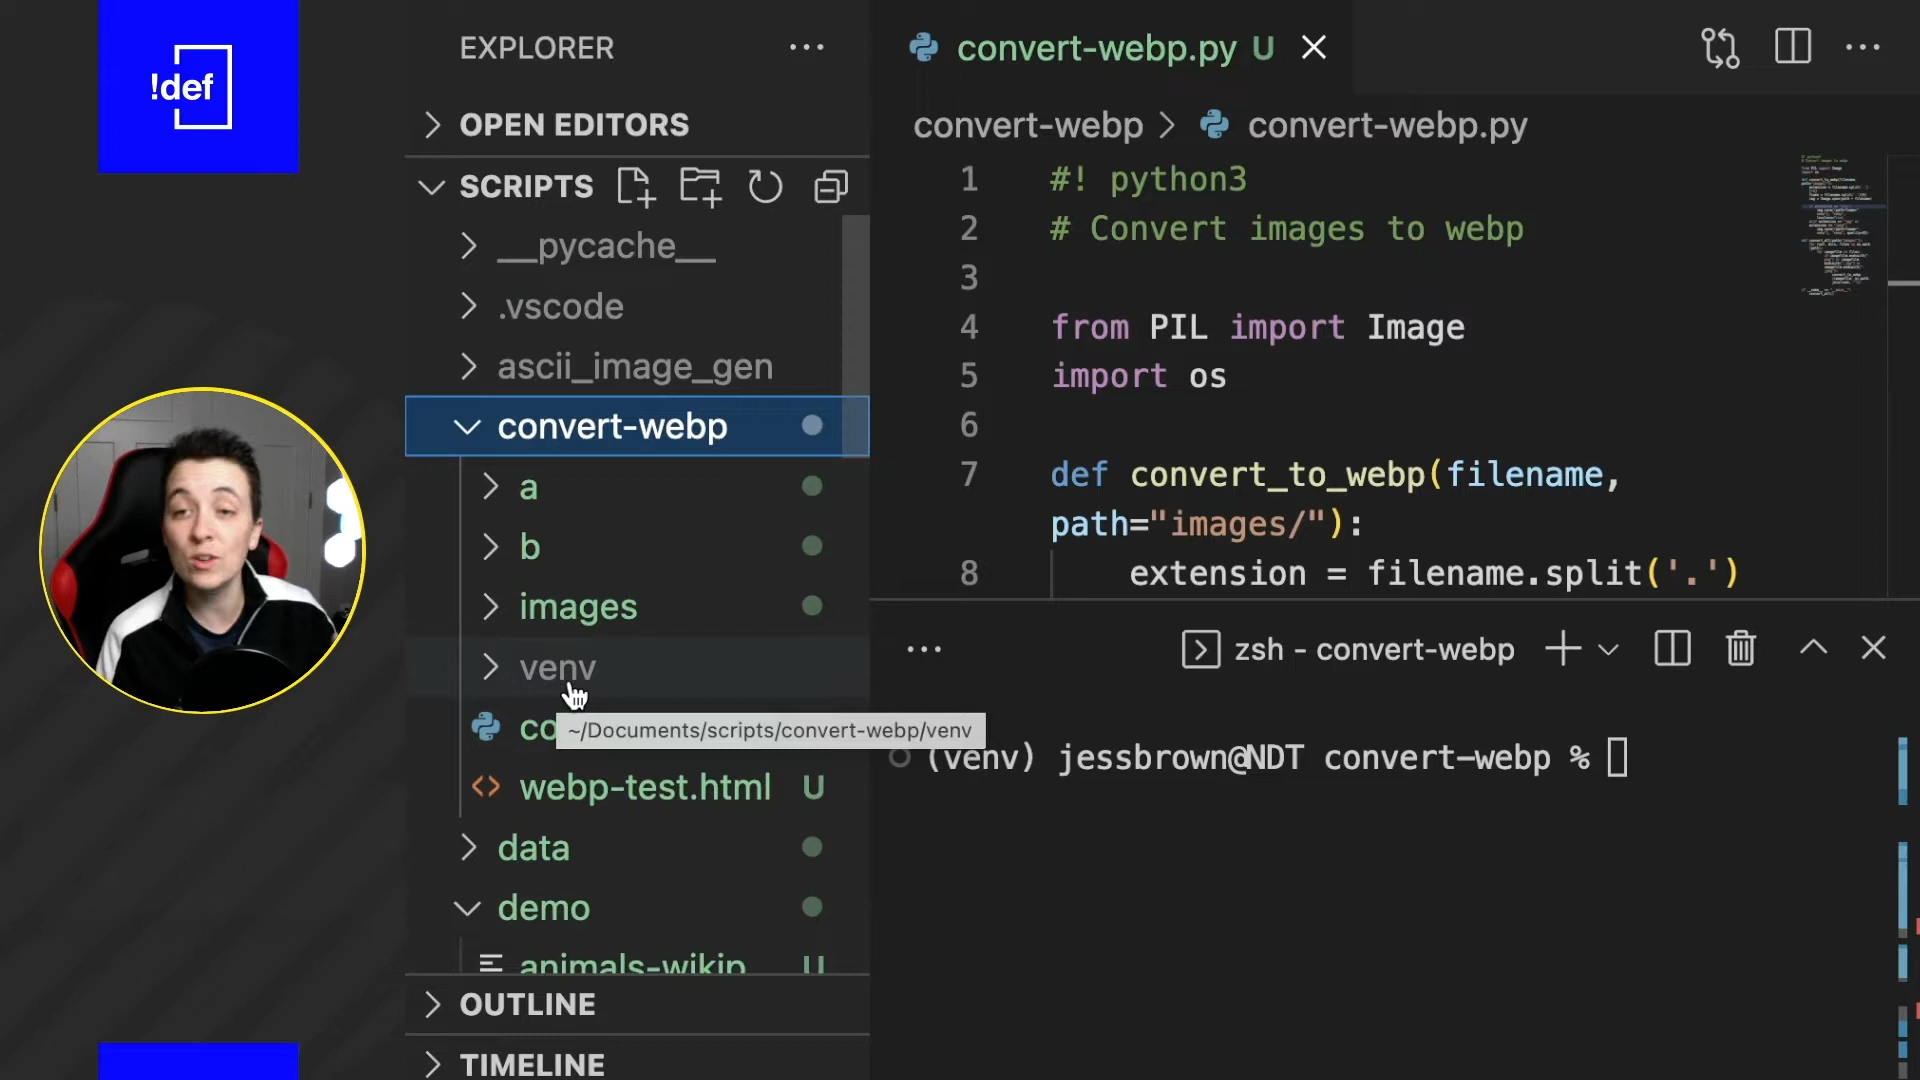 !def
EXPLORER
OPEN EDITORS
SCRIPTS
__pycache__
.vscode
ascii_image_gen
convert-webp
a
b
images
venv
co
~/Documents/scripts/convert-webp/venv
webp-test.html U
data
demo
animals-wikip U
OUTLINE
TIMELINE
convert-webp.py U
convert-webp > convert-webp.py
1 #! python3
2 # Convert images to webp
3
4 from PIL import Image
5 import os
6
7 def convert_to_webp(filename,
path="images/"):
8 extension = filename.split('.')
zsh - convert-webp
(venv) jessbrown@NDT convert-webp %